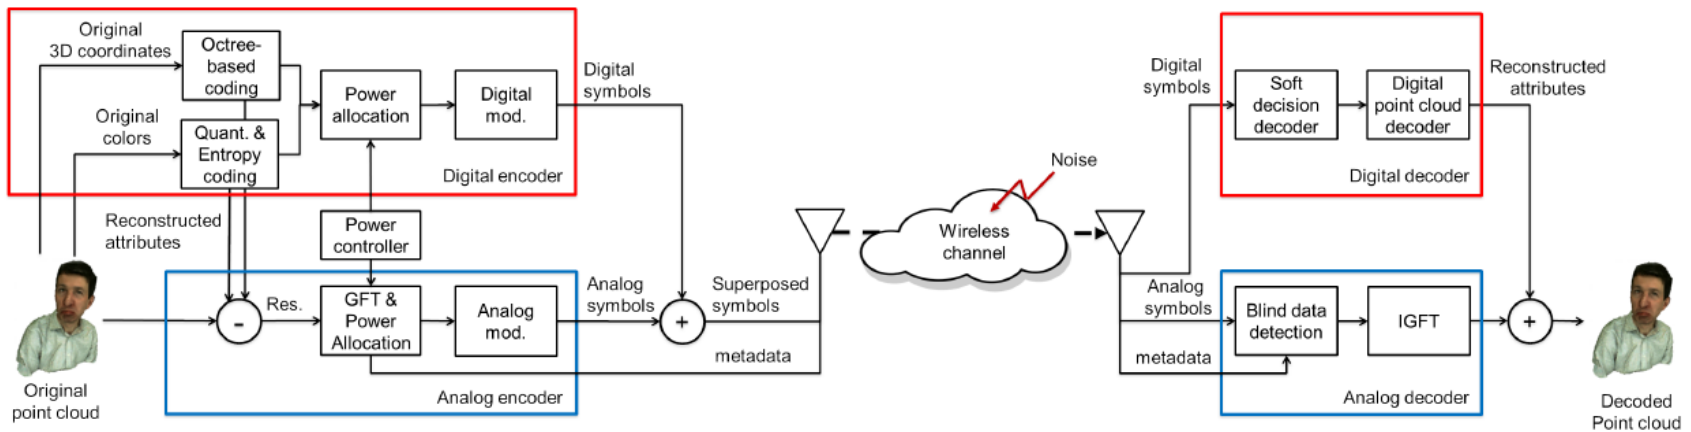 Original
3D coordinates
Octree-
based
coding
Original
colors
Quant. &
Entropy
coding
Power
allocation
Digital
mod.
Digital encoder
Digital
symbols
Reconstructed
attributes
Power
controller
Res.
-
GFT &
Power
Allocation
Analog
mod.
Analog encoder
Analog
symbols
+
Superposed
symbols
metadata
Original
point cloud
Wireless
channel
Noise
Digital
symbols
Soft
decision
decoder
Digital
point cloud
decoder
Digital decoder
Reconstructed
attributes
Analog
symbols
metadata
Blind data
detection
IGFT
Analog decoder
+
Decoded
Point cloud